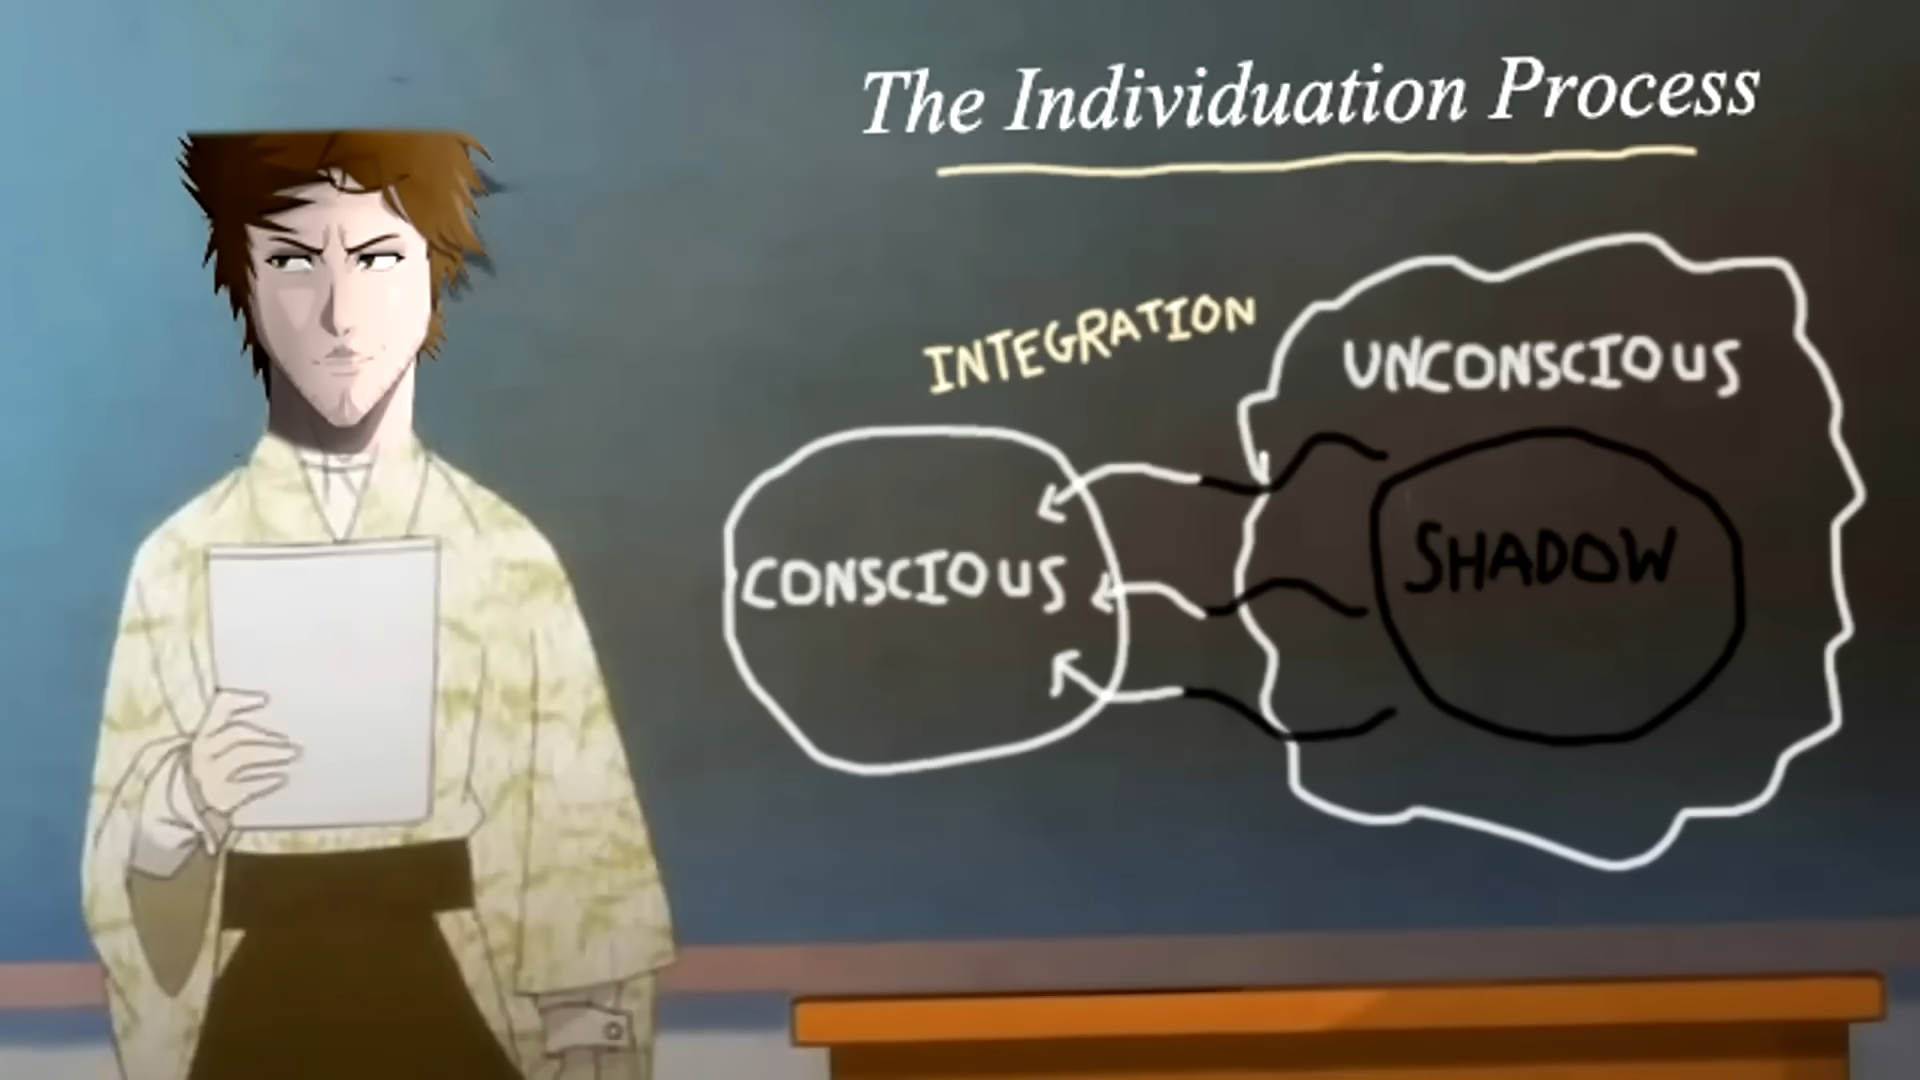 The Individuation Process
INTEGRATION
UNCONSCIOUS
CONSCIOUS
SHADOW